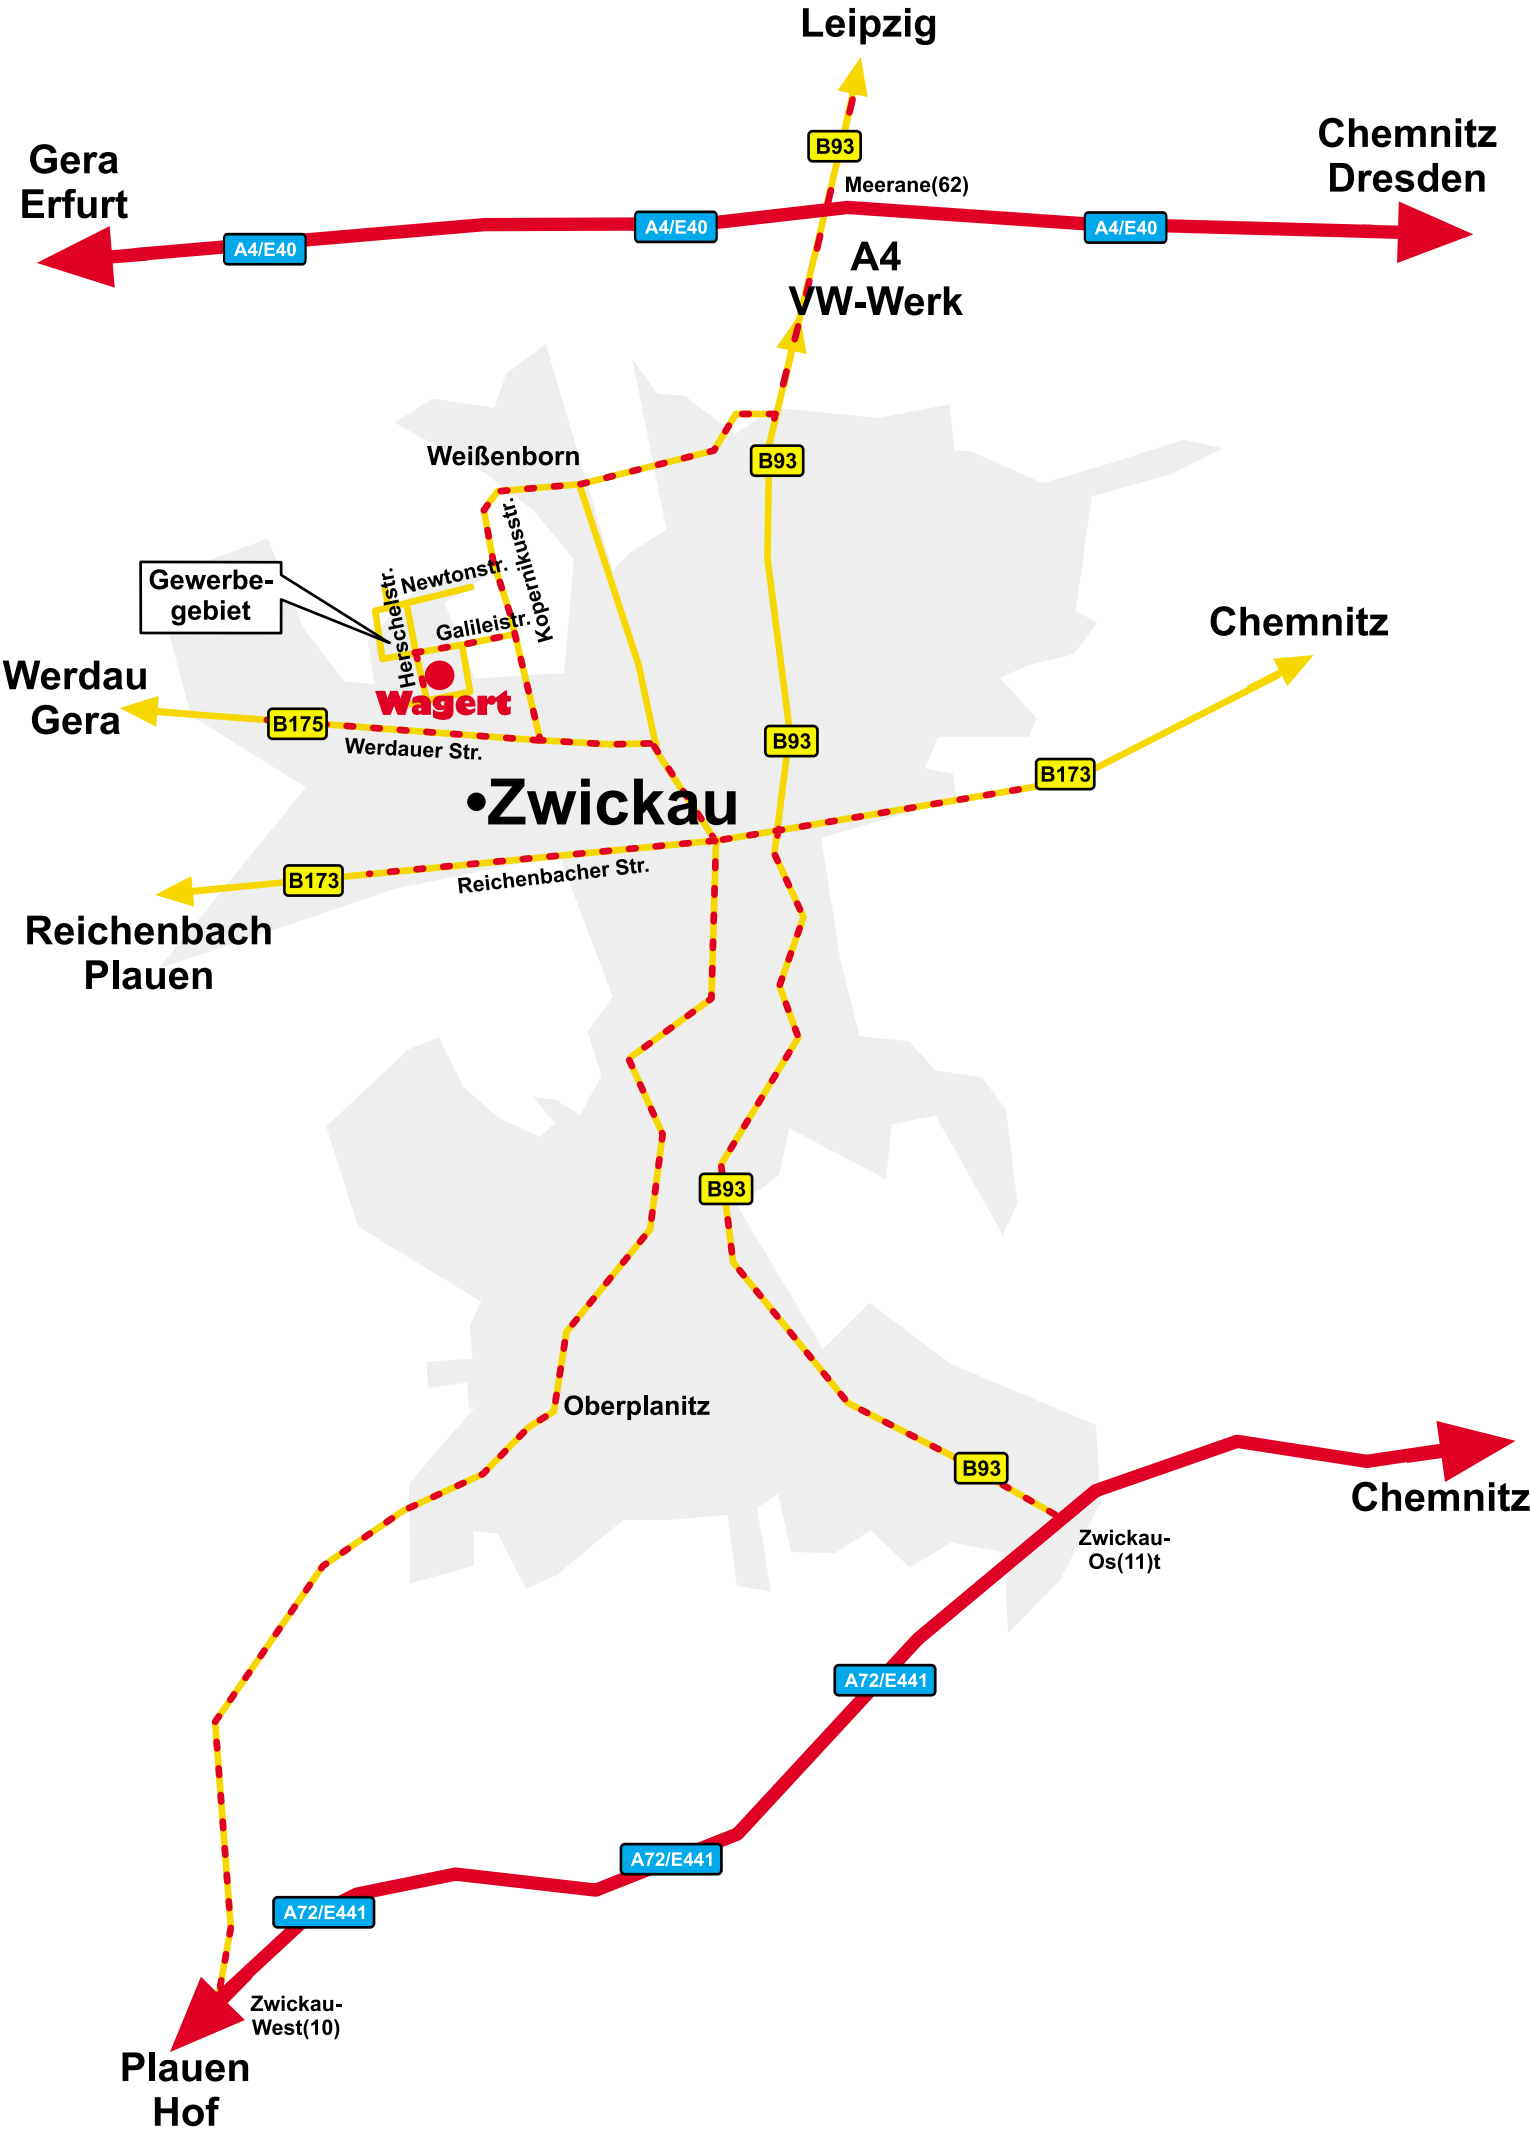 Leipzig
B93
Chemnitz
Dresden
Gera
Erfurt
Meerane(62)
A4/E40
A4/E40
A4/E40
A4
VW-Werk
Weißenborn
B93
Kopernikusstr.
Newtonstr.
Herschelstr.
Galileistr.
Gewerbe-
gebiet
Chemnitz
Werdau
Gera
Wagert
B175
Werdauer Str.
B93
B173
•Zwickau
B173
Reichenbacher Str.
Reichenbach
Plauen
B93
Oberplanitz
B93
Chemnitz
Zwickau-
Os(11)t
A72/E441
A72/E441
A72/E441
Zwickau-
West(10)
Plauen
Hof